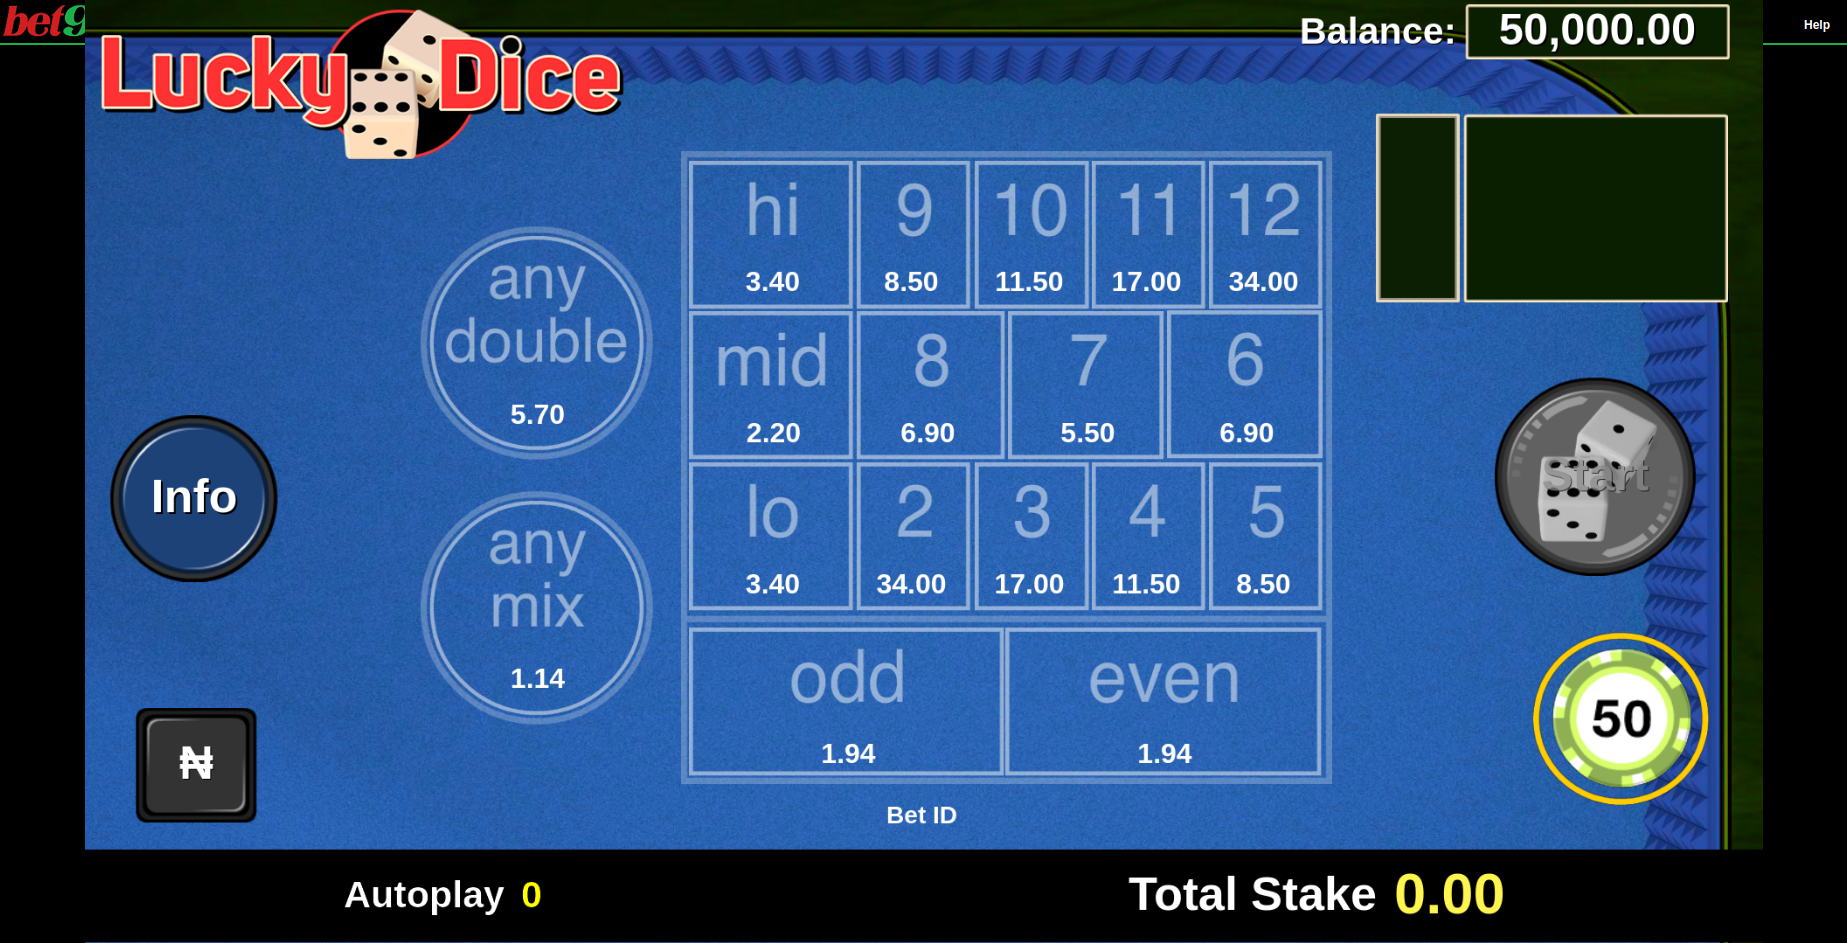 bet9
Lucky Dice
Balance: 50,000.00
Help
hi 9 10 11 12
3.40 8.50 11.50 17.00 34.00
any
double
5.70
mid 8 7 6
2.20 6.90 5.50 6.90
Info
Start
any
mix
1.14
lo 2 3 4 5
3.40 34.00 17.00 11.50 8.50
odd even
1.94 1.94
50
₦
Bet ID
Autoplay 0
Total Stake 0.00